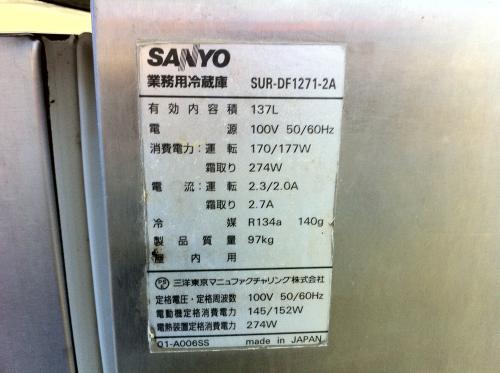 SANYO
業務用冷蔵庫 SUR-DF1271-2A
有効内容積 137L
電源 100V 50/60Hz
消費電力:運転 170/177W
霜取り 274W
電流:運転 2.3/2.0A
霜取り 2.7A
冷媒 R134a 140g
製品質量 97kg
屋内用
PSE 三洋東京マニュファクチャリング株式会社
定格電圧・定格周波数 100V 50/60Hz
電動機定格消費電力 145/152W
電熱装置定格消費電力 274W
Q1-A006SS made in JAPAN